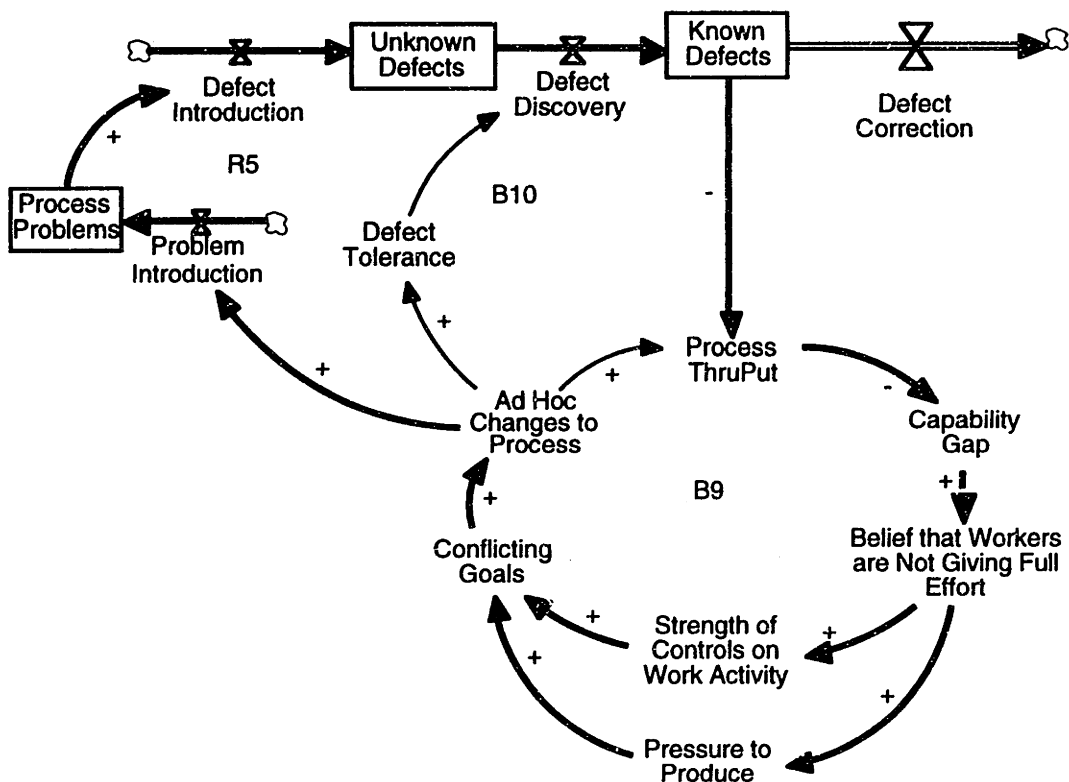 Unknown
Defects
Known
Defects
Defect
Introduction
Defect
Discovery
Defect
Correction
+
R5
B10
-
Process
Problems
Problem
Introduction
Defect
Tolerance
+
+
+
Process
ThruPut
-
Ad Hoc
Changes to
Process
Capability
Gap
B9
+
+
Conflicting
Goals
Belief that Workers
are Not Giving Full
Effort
+
+
Strength of
Controls on
Work Activity
+
+
Pressure to
Produce